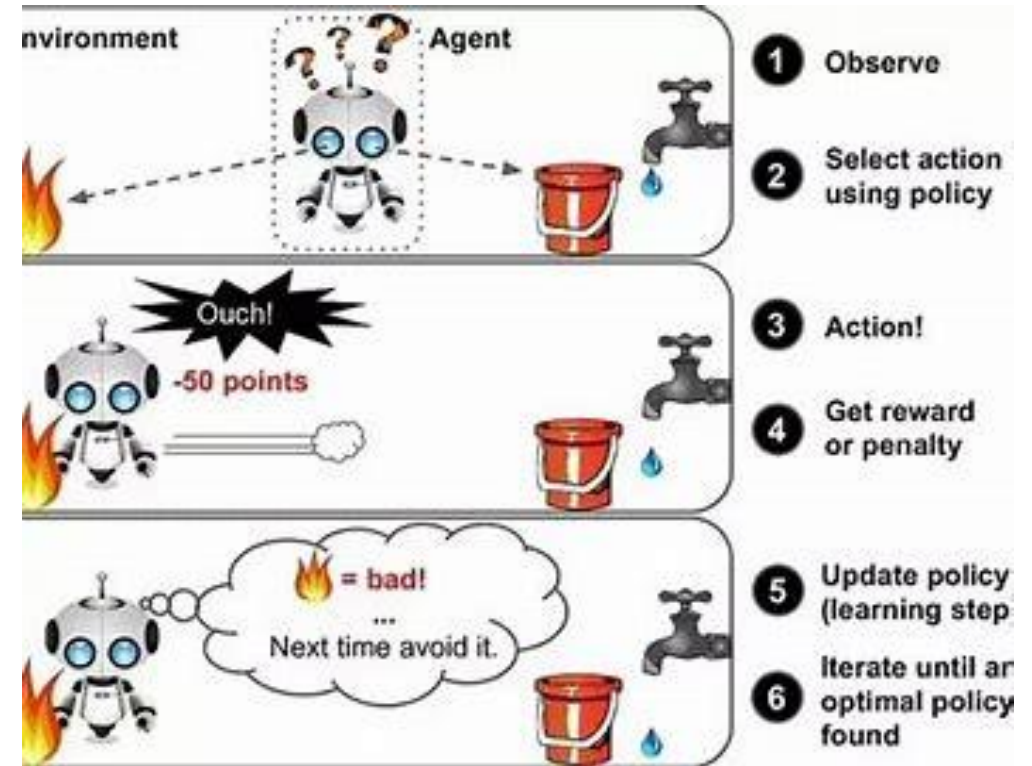 nvironment
? ? ?
Agent
1 Observe
2 Select action
using policy
Ouch!
-50 points
3 Action!
4 Get reward
or penalty
= bad!
...
Next time avoid it.
5 Update policy
(learning step
6 Iterate until an
optimal policy
found